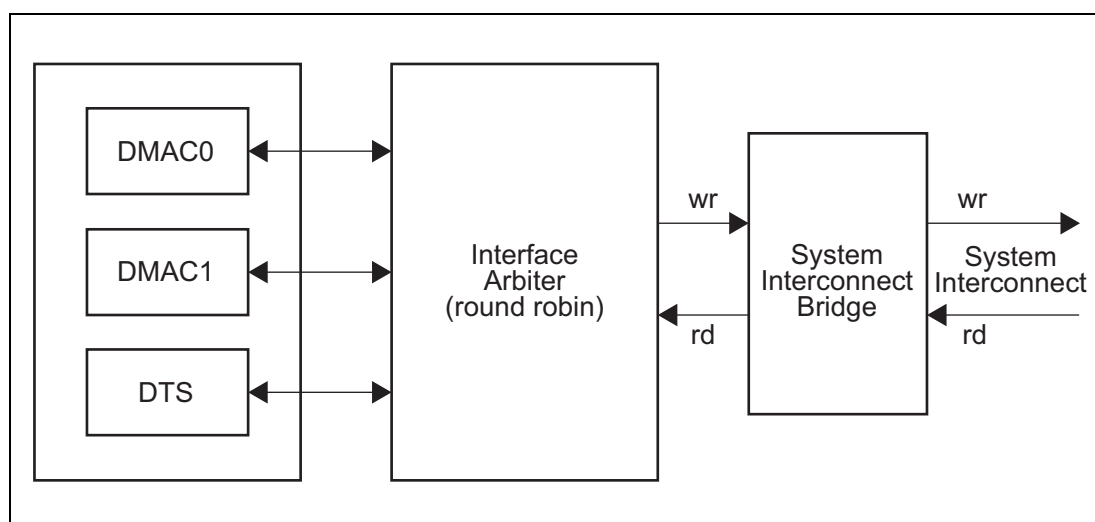 DMAC0
DMAC1
DTS
Interface
Arbiter
(round robin)
wr
rd
System
Interconnect
Bridge
wr
System
Interconnect
rd